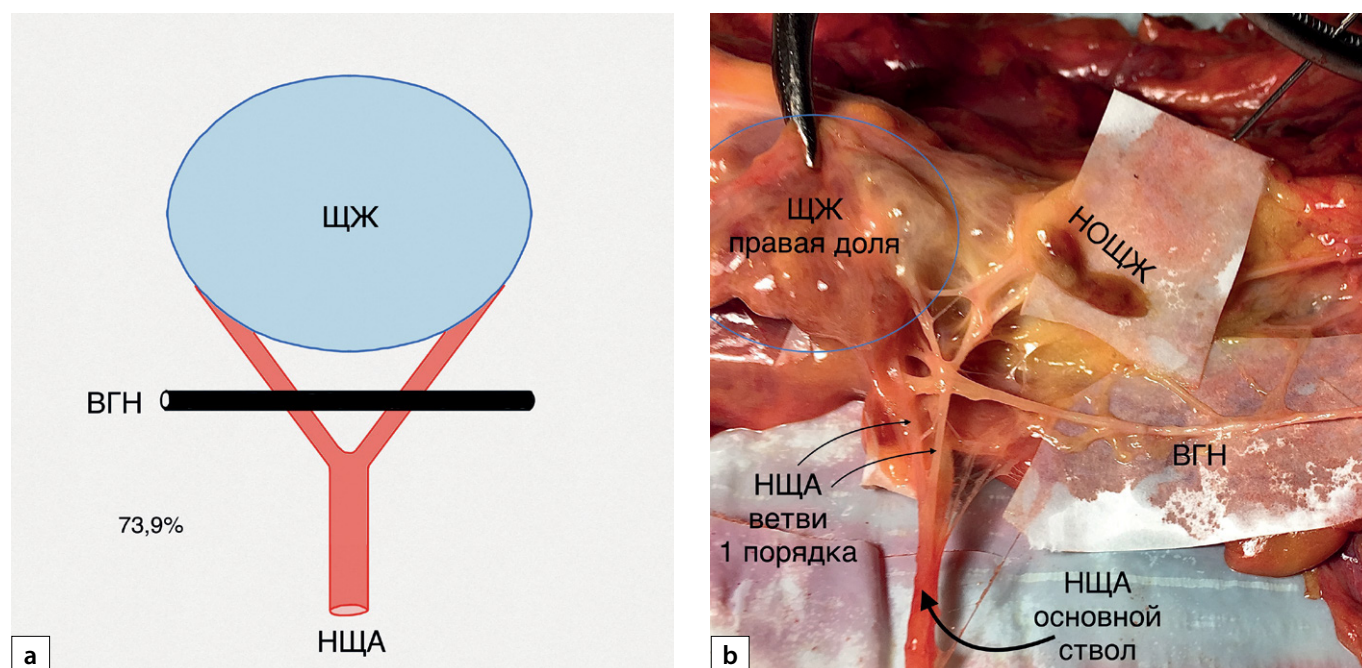 ЩЖ
ВГН
73,9%
НЩА
a
ЩЖ
правая доля
НОЩЖ
ВГН
НЩА
ветви
1 порядка
НЩА
основной
ствол
b